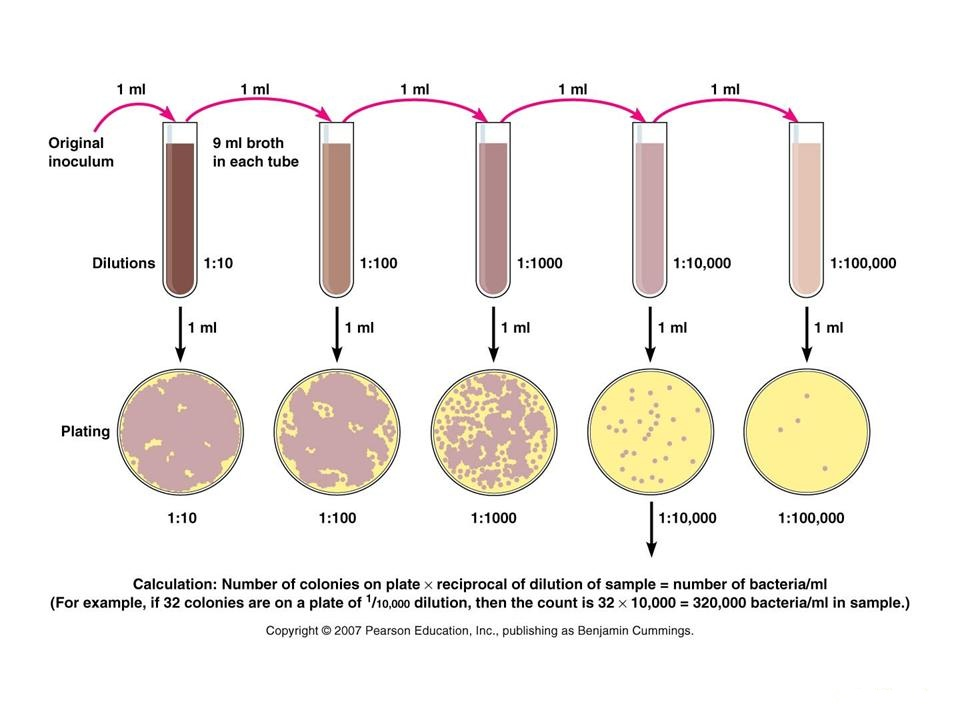 1 ml
1 ml
1 ml
1 ml
1 ml
Original
inoculum
9 ml broth
in each tube
Dilutions
1:10
1:100
1:1000
1:10,000
1:100,000
1 ml
1 ml
1 ml
1 ml
1 ml
Plating
1:10
1:100
1:1000
1:10,000
1:100,000
Calculation: Number of colonies on plate × reciprocal of dilution of sample = number of bacteria/ml
(For example, if 32 colonies are on a plate of 1/10,000 dilution, then the count is 32 × 10,000 = 320,000 bacteria/ml in sample.)
Copyright © 2007 Pearson Education, Inc., publishing as Benjamin Cummings.